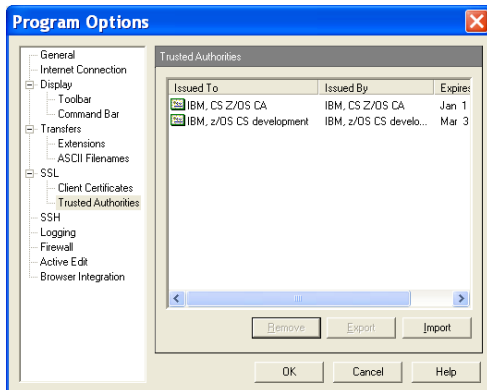 Program Options
General
Internet Connection
Display
Toolbar
Command Bar
Transfers
Extensions
ASCII Filenames
SSL
Client Certificates
Trusted Authorities
SSH
Logging
Firewall
Active Edit
Browser Integration
Trusted Authorities
Issued To Issued By Expires
IBM, CS Z/OS CA IBM, CS Z/OS CA Jan 1
IBM, z/OS CS development IBM, z/OS CS develo... Mar 3
Remove Export Import
OK Cancel Help